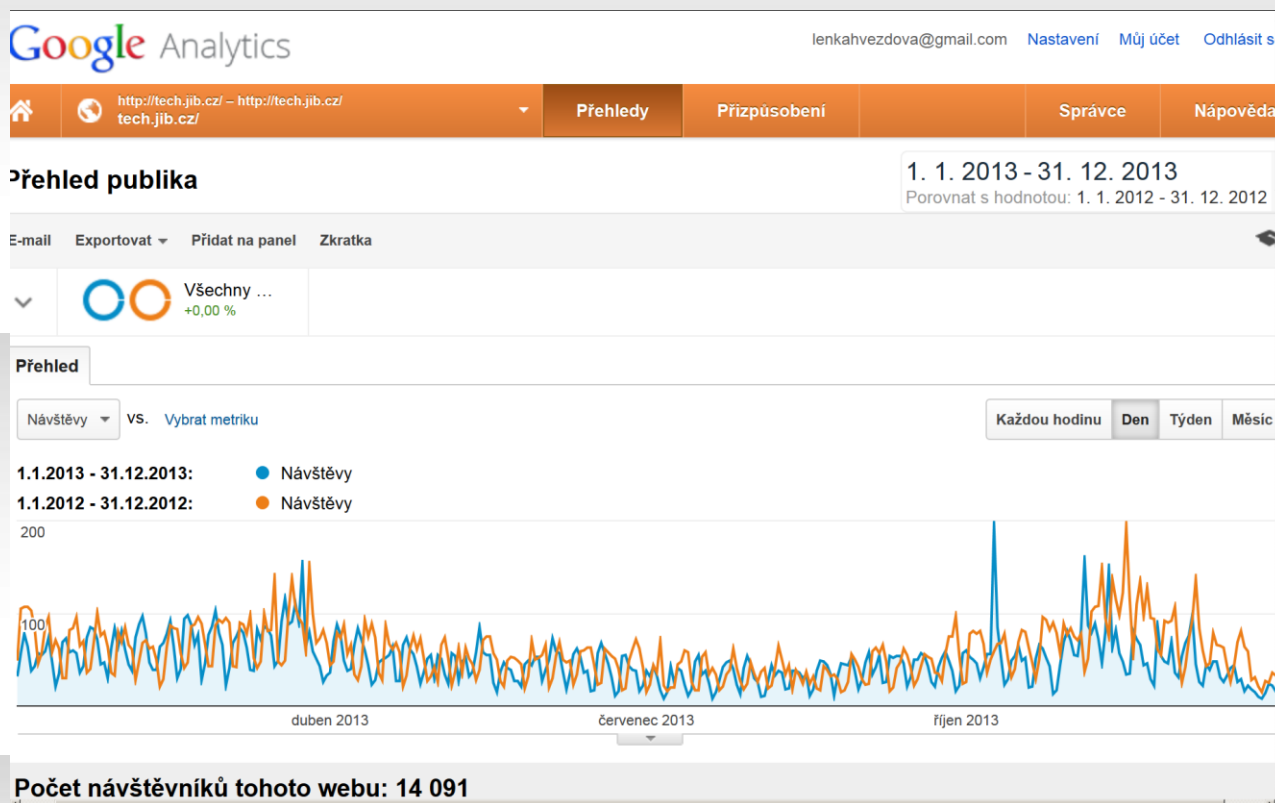 Google Analytics
lenkahvezdova@gmail.com Nastavení Můj účet Odhlásit s
http://tech.jib.cz/ – http://tech.jib.cz/
tech.jib.cz/
Přehledy Přizpůsobení Správce Nápověda
Přehled publika
1. 1. 2013 - 31. 12. 2013
Porovnat s hodnotou: 1. 1. 2012 - 31. 12. 2012
E-mail Exportovat Přidat na panel Zkratka
Všechny ...
+0,00 %
Přehled
Návštěvy VS. Vybrat metriku
Každou hodinu Den Týden Měsíc
1.1.2013 - 31.12.2013: Návštěvy
1.1.2012 - 31.12.2012: Návštěvy
200
100
duben 2013 červenec 2013 říjen 2013
Počet návštěvníků tohoto webu: 14 091